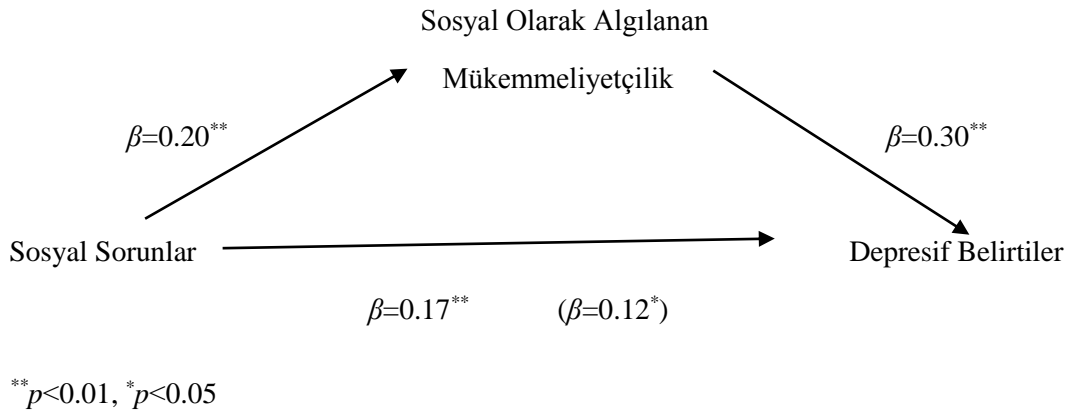 Sosyal Olarak Algılanan
Mükemmeliyetçilik
β=0.20**
β=0.30**
Sosyal Sorunlar
Depresif Belirtiler
β=0.17** (β=0.12*)
**p<0.01, *p<0.05